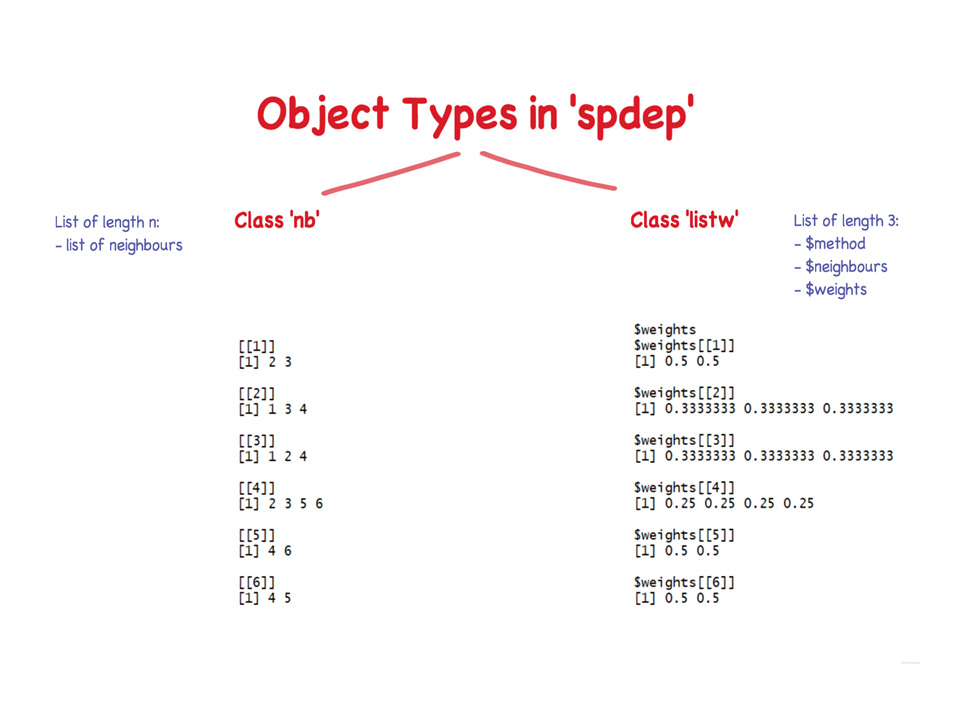 Object Types in 'spdep'
Class 'nb'
List of length n:
- list of neighbours
[[1]]
[1] 2 3
[[2]]
[1] 1 3 4
[[3]]
[1] 1 2 4
[[4]]
[1] 2 3 5 6
[[5]]
[1] 4 6
[[6]]
[1] 4 5
Class 'listw'
List of length 3:
- $method
- $neighbours
- $weights
$weights
$weights[[1]]
[1] 0.5 0.5
$weights[[2]]
[1] 0.3333333 0.3333333 0.3333333
$weights[[3]]
[1] 0.3333333 0.3333333 0.3333333
$weights[[4]]
[1] 0.25 0.25 0.25 0.25
$weights[[5]]
[1] 0.5 0.5
$weights[[6]]
[1] 0.5 0.5